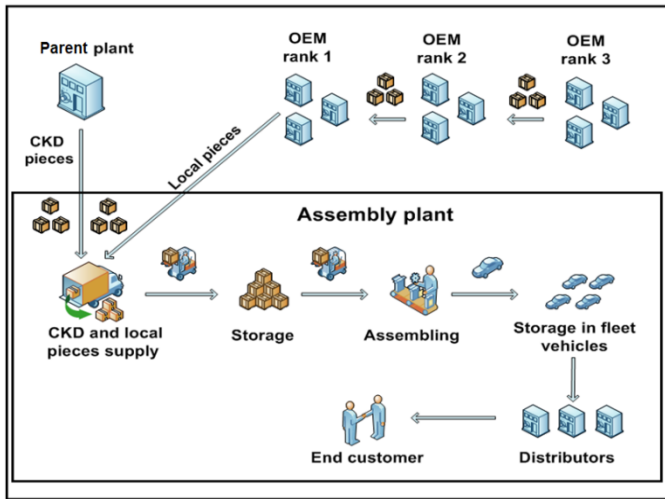 Parent plant
OEM
rank 1
OEM
rank 2
OEM
rank 3
CKD
pieces
Local pieces
Assembly plant
CKD and local
pieces supply
Storage
Assembling
Storage in fleet
vehicles
End customer
Distributors